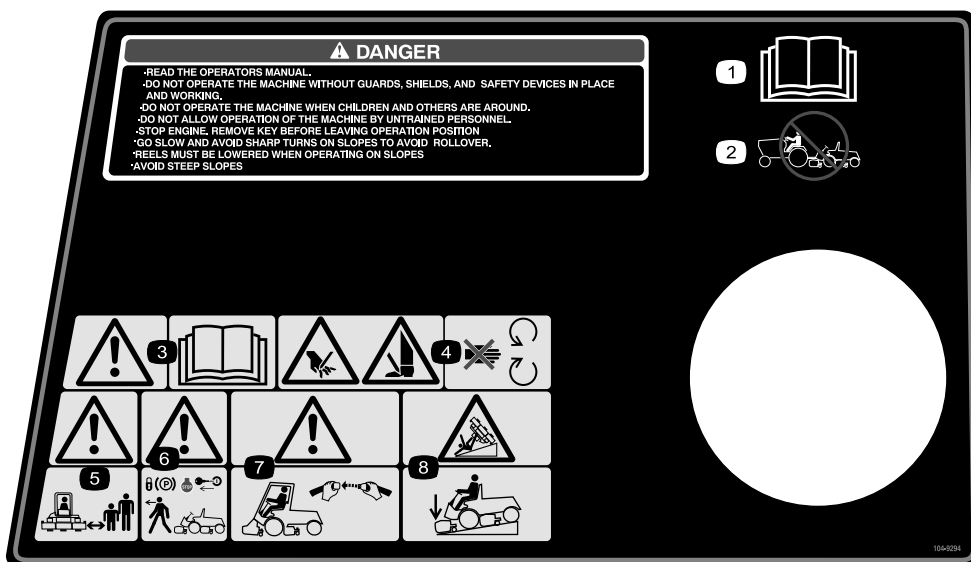 DANGER
·READ THE OPERATORS MANUAL.
·DO NOT OPERATE THE MACHINE WITHOUT GUARDS, SHIELDS, AND SAFETY DEVICES IN PLACE
AND WORKING.
·DO NOT OPERATE THE MACHINE WHEN CHILDREN AND OTHERS ARE AROUND.
·DO NOT ALLOW OPERATION OF THE MACHINE BY UNTRAINED PERSONNEL.
·STOP ENGINE. REMOVE KEY BEFORE LEAVING OPERATION POSITION
·GO SLOW AND AVOID SHARP TURNS ON SLOPES TO AVOID ROLLOVER.
·REELS MUST BE LOWERED WHEN OPERATING ON SLOPES
·AVOID STEEP SLOPES
1
2
3
4
5
6
7
8
(P)
STOP
104-9294